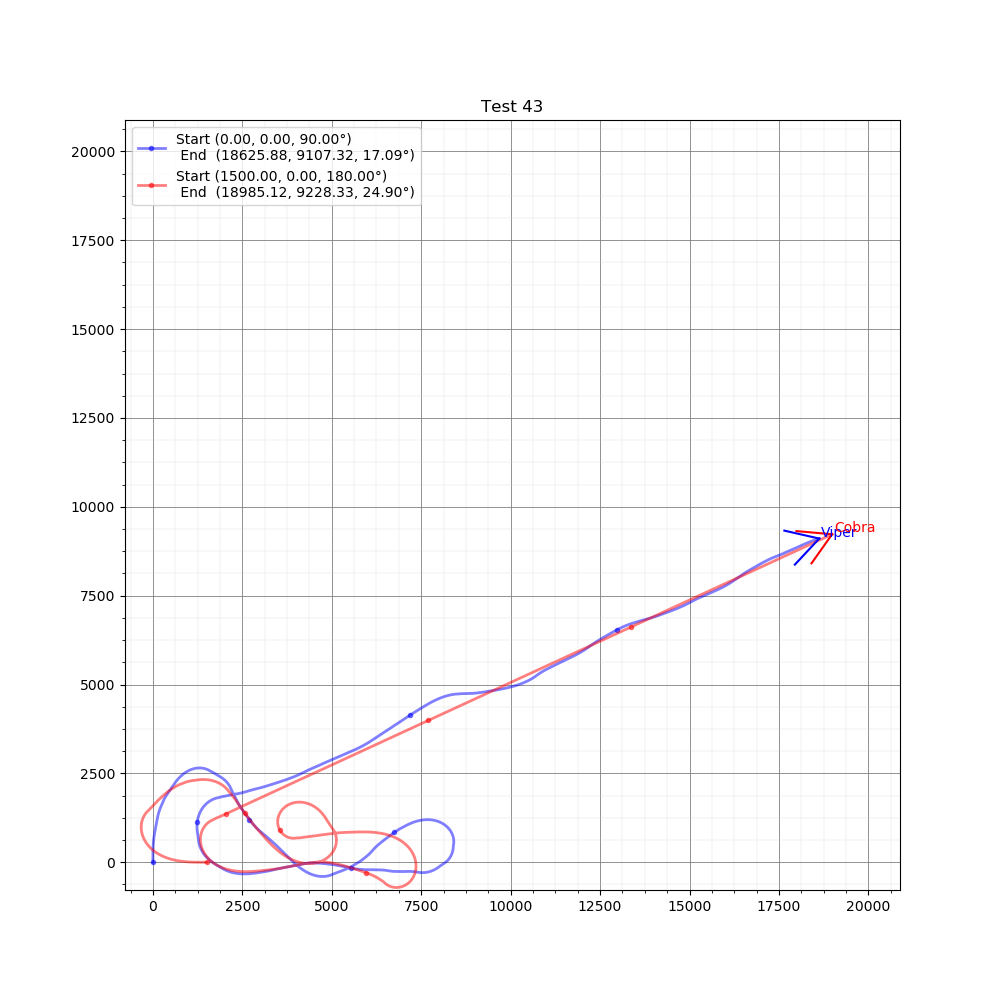 Test 43
Start (0.00, 0.00, 90.00°)
End (18625.88, 9107.32, 17.09°)
Start (1500.00, 0.00, 180.00°)
End (18985.12, 9228.33, 24.90°)
20000
17500
15000
12500
10000
7500
5000
2500
0
Cobra
Viper
0 2500 5000 7500 10000 12500 15000 17500 20000